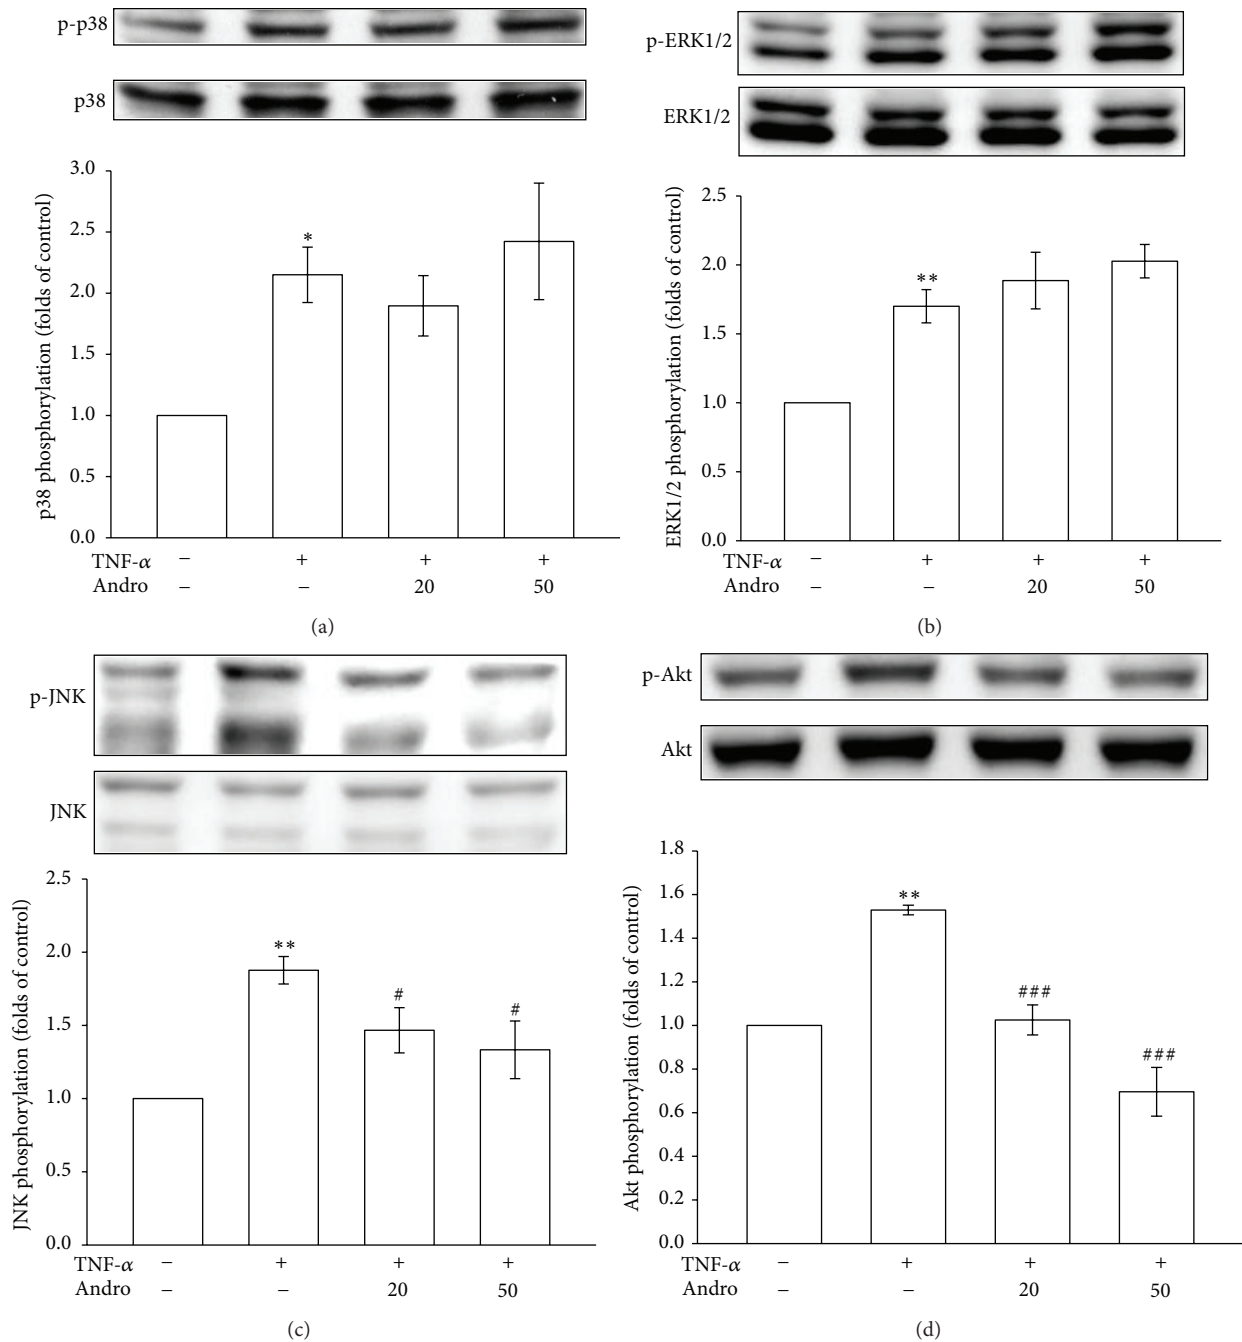 p-p38
p38
p38 phosphorylation (folds of control)
3.0
2.5
2.0
1.5
1.0
0.5
0.0
*
TNF-α – + + +
Andro – – 20 50
(a)
p-ERK1/2
ERK1/2
ERK1/2 phosphorylation (folds of control)
2.5
2.0
1.5
1.0
0.5
0.0
**
TNF-α – + + +
Andro – – 20 50
(b)
p-JNK
JNK
JNK phosphorylation (folds of control)
2.5
2.0
1.5
1.0
0.5
0.0
**
#
#
TNF-α – + + +
Andro – – 20 50
(c)
p-Akt
Akt
Akt phosphorylation (folds of control)
1.8
1.6
1.4
1.2
1.0
0.8
0.6
0.4
0.2
0.0
**
###
###
TNF-α – + + +
Andro – – 20 50
(d)